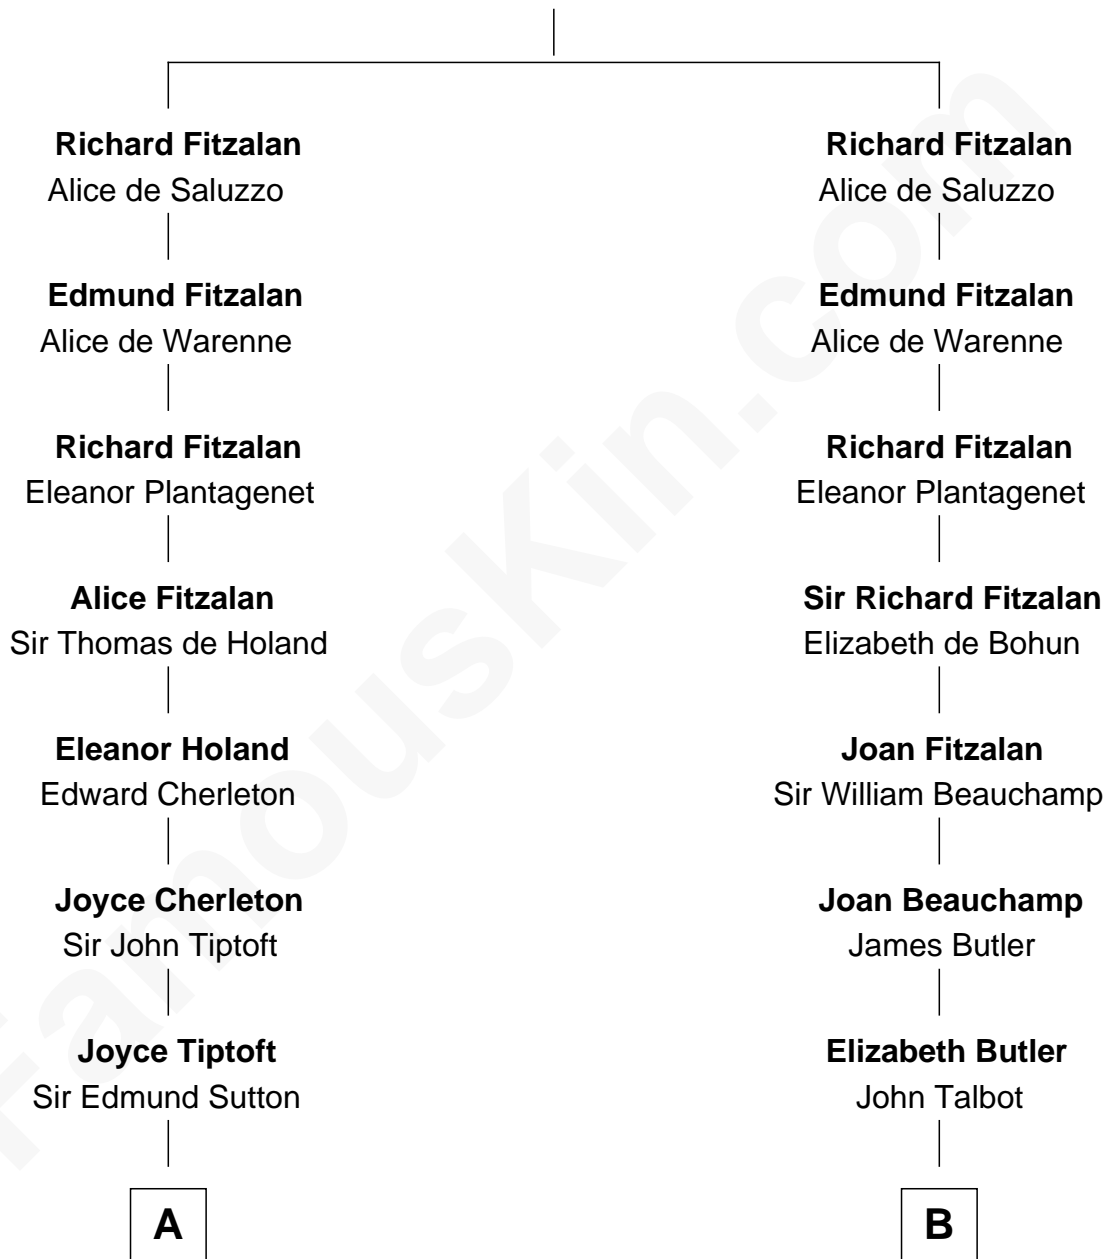 Richard Fitzalan
Alice de Saluzzo
Edmund Fitzalan
Alice de Warenne
Richard Fitzalan
Eleanor Plantagenet
Alice Fitzalan
Sir Thomas de Holand
Eleanor Holand
Edward Cherleton
Joyce Cherleton
Sir John Tiptoft
Joyce Tiptoft
Sir Edmund Sutton
A
Richard Fitzalan
Alice de Saluzzo
Edmund Fitzalan
Alice de Warenne
Richard Fitzalan
Eleanor Plantagenet
Sir Richard Fitzalan
Elizabeth de Bohun
Joan Fitzalan
Sir William Beauchamp
Joan Beauchamp
James Butler
Elizabeth Butler
John Talbot
B
FamousKin.com